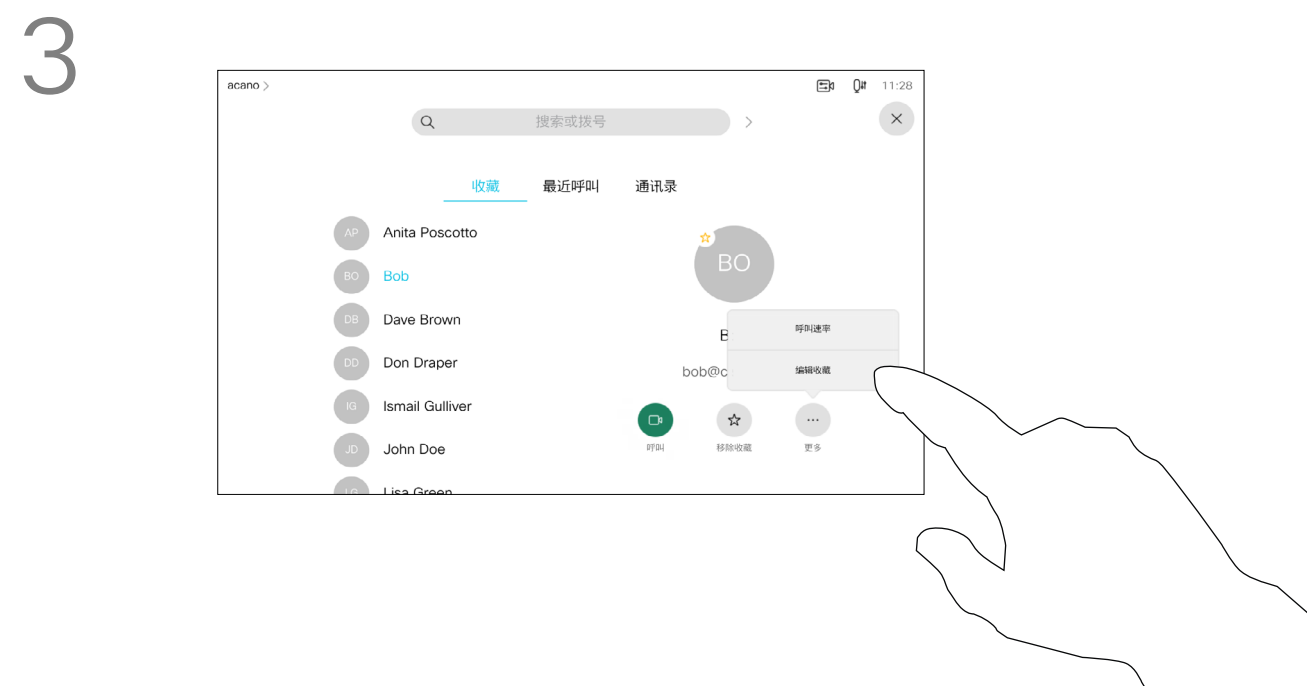 3
acano >
11:28
搜索或拨号
收藏 最近呼叫 通讯录
AP Anita Poscotto
BO Bob
DB Dave Brown
DD Don Draper
IG Ismail Gulliver
JD John Doe
LG Lisa Green
BO
B
bob@c
呼叫速率
编辑收藏
呼叫 移除收藏 更多